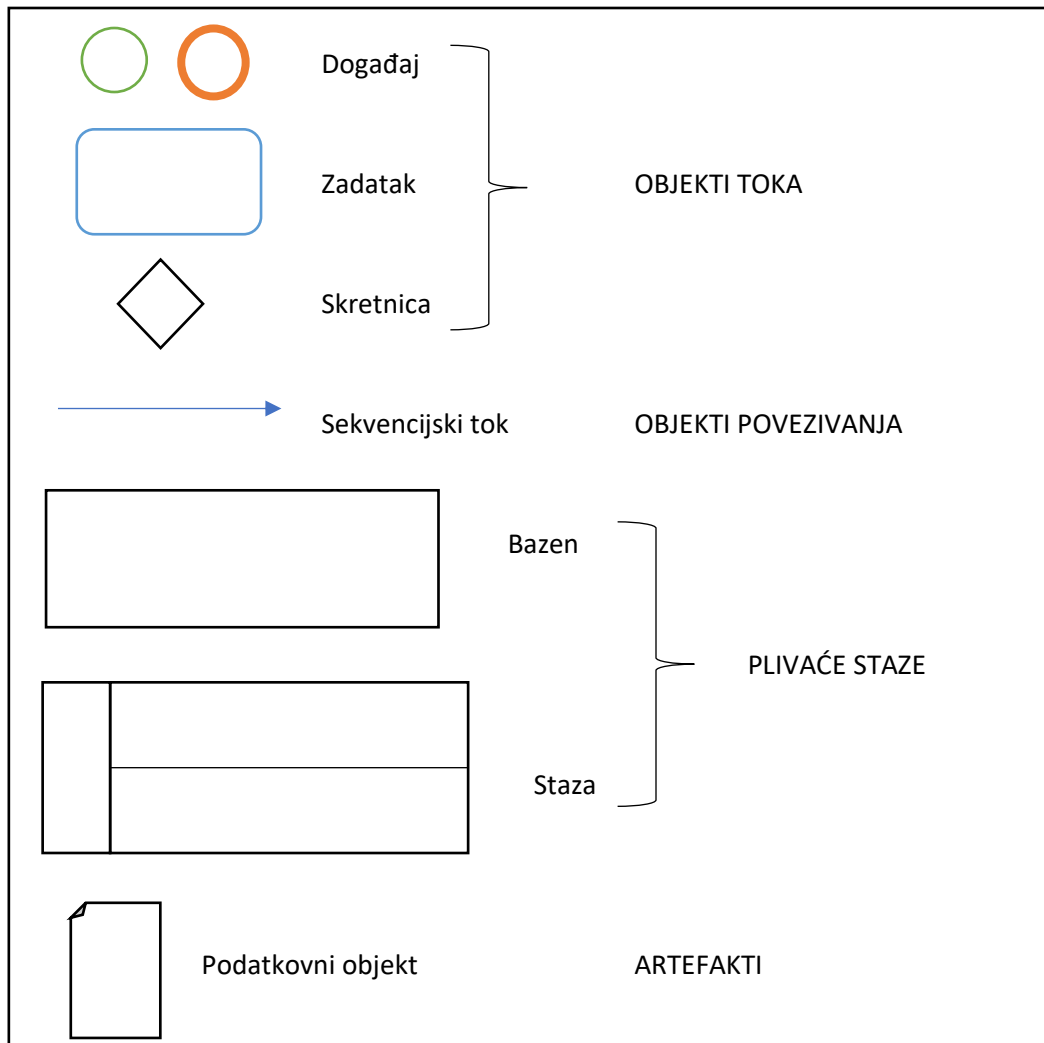 Događaj
Zadatak
OBJEKTI TOKA
Skretnica
Sekvencijski tok
OBJEKTI POVEZIVANJA
Bazen
PLIVAĆE STAZE
Staza
Podatkovni objekt
ARTEFAKTI